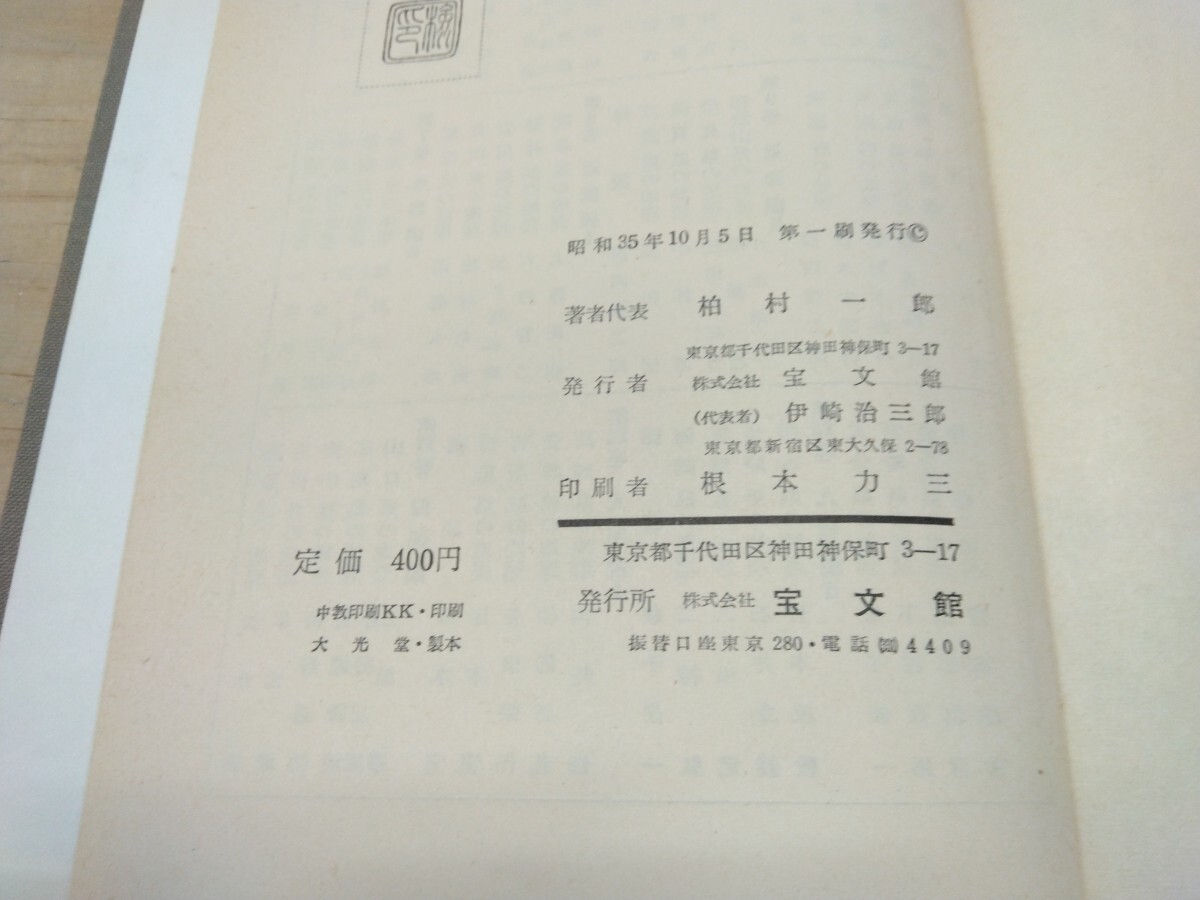 検印
昭和35年10月5日 第一刷発行©
著者代表 柏村一郎
東京都千代田区神田神保町 3—17
発行者 株式会社 宝文館
(代表者) 伊崎治三郎
東京都新宿区東大久保 2—78
印刷者 根本力三
定価 400円
中教印刷KK・印刷
大光堂・製本
東京都千代田区神田神保町 3—17
発行所 株式会社 宝文館
振替口座東京 280・電話 4409